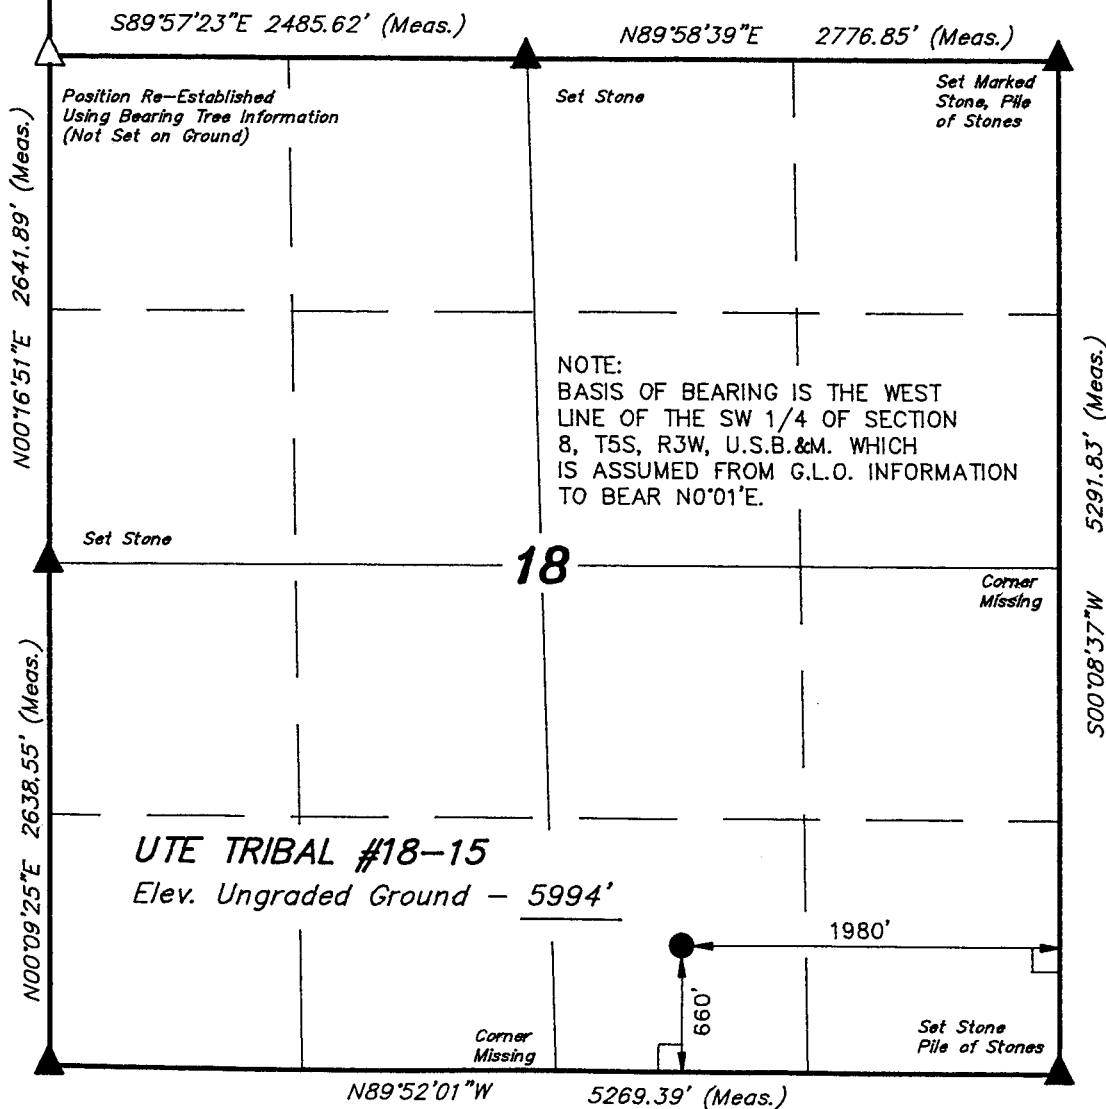 S89°57'23"E 2485.62' (Meas.)
N89°58'39"E 2776.85' (Meas.)
Position Re-Established
Using Bearing Tree Information
(Not Set on Ground)
Set Stone
Set Marked
Stone, Pile
of Stones
N00°16'51"E 2641.89' (Meas.)
NOTE:
BASIS OF BEARING IS THE WEST
LINE OF THE SW 1/4 OF SECTION
8, T5S, R3W, U.S.B.&M. WHICH
IS ASSUMED FROM G.L.O. INFORMATION
TO BEAR N0°01'E.
S00°08'37"W 5291.83' (Meas.)
Set Stone
18
Corner
Missing
N00°09'25"E 2638.55' (Meas.)
UTE TRIBAL #18-15
Elev. Ungraded Ground - 5994'
1980'
660'
Corner
Missing
Set Stone
Pile of Stones
N89°52'01"W 5269.39' (Meas.)